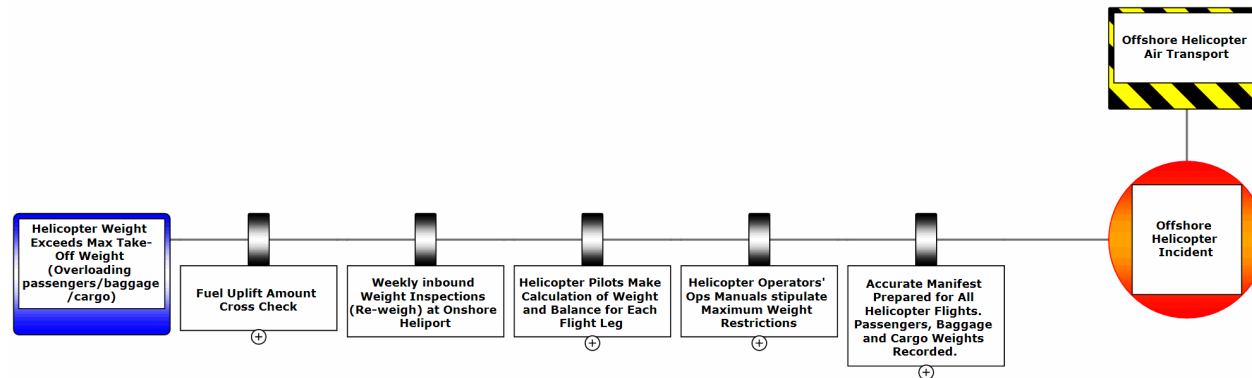 Offshore Helicopter
Air Transport
Helicopter Weight
Exceeds Max Take-
Off Weight
(Overloading
passengers/baggage
/cargo)
Fuel Uplift Amount
Cross Check
Weekly inbound
Weight Inspections
(Re-weigh) at Onshore
Heliport
Helicopter Pilots Make
Calculation of Weight
and Balance for Each
Flight Leg
Helicopter Operators'
Ops Manuals stipulate
Maximum Weight
Restrictions
Accurate Manifest
Prepared for All
Helicopter Flights.
Passengers, Baggage
and Cargo Weights
Recorded.
Offshore
Helicopter
Incident